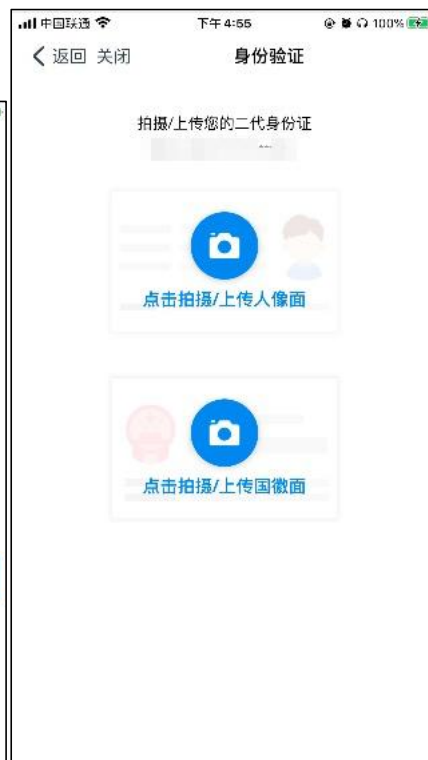 中国联通 下午 4:55 100%
返回 关闭 身份验证
拍摄/上传您的二代身份证
点击拍摄/上传人像面
点击拍摄/上传国徽面